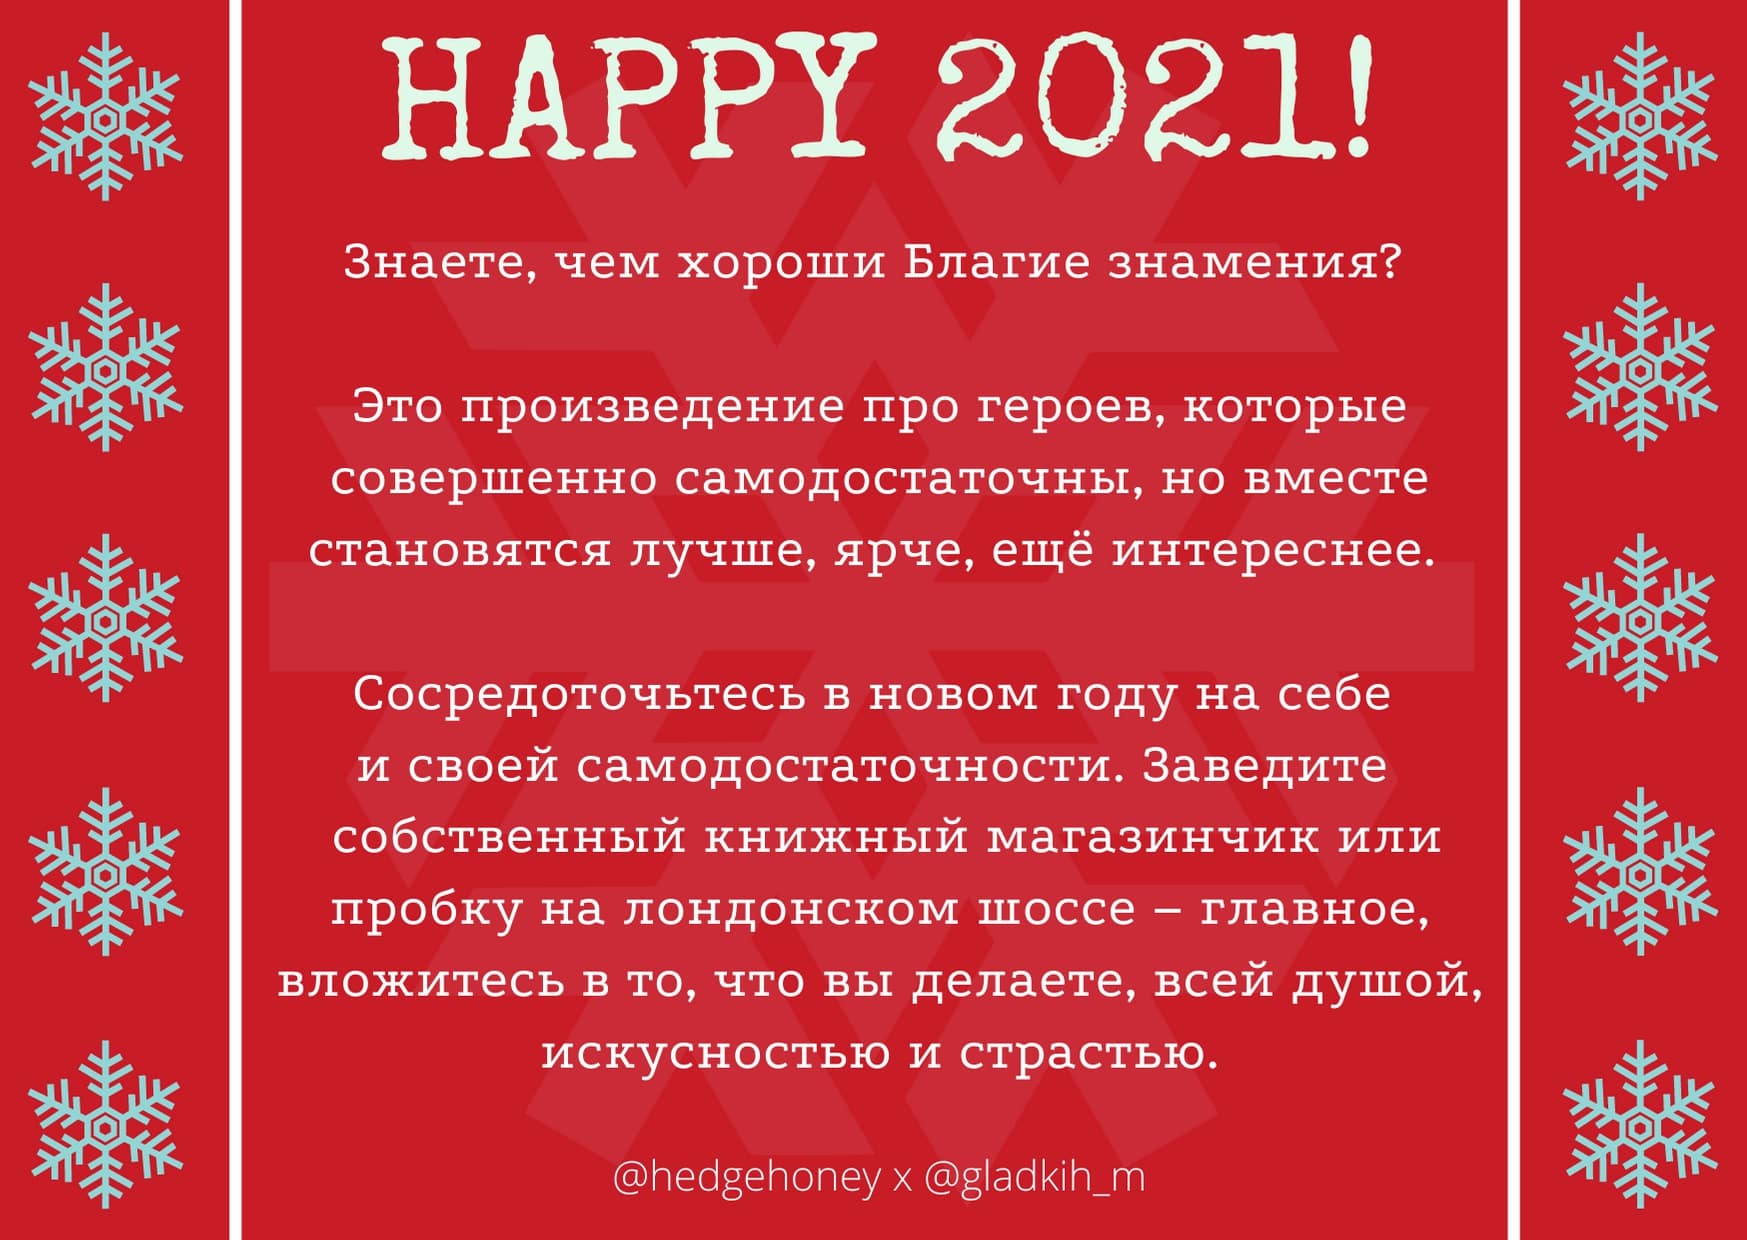 HAPPY 2021!
Знаете, чем хороши Благие знамения?
Это произведение про героев, которые
совершенно самодостаточны, но вместе
становятся лучше, ярче, ещё интереснее.
Сосредоточьтесь в новом году на себе
и своей самодостаточности. Заведите
собственный книжный магазинчик или
пробку на лондонском шоссе – главное,
вложитесь в то, что вы делаете, всей душой,
искусностью и страстью.
@hedgehoney x @gladkih_m